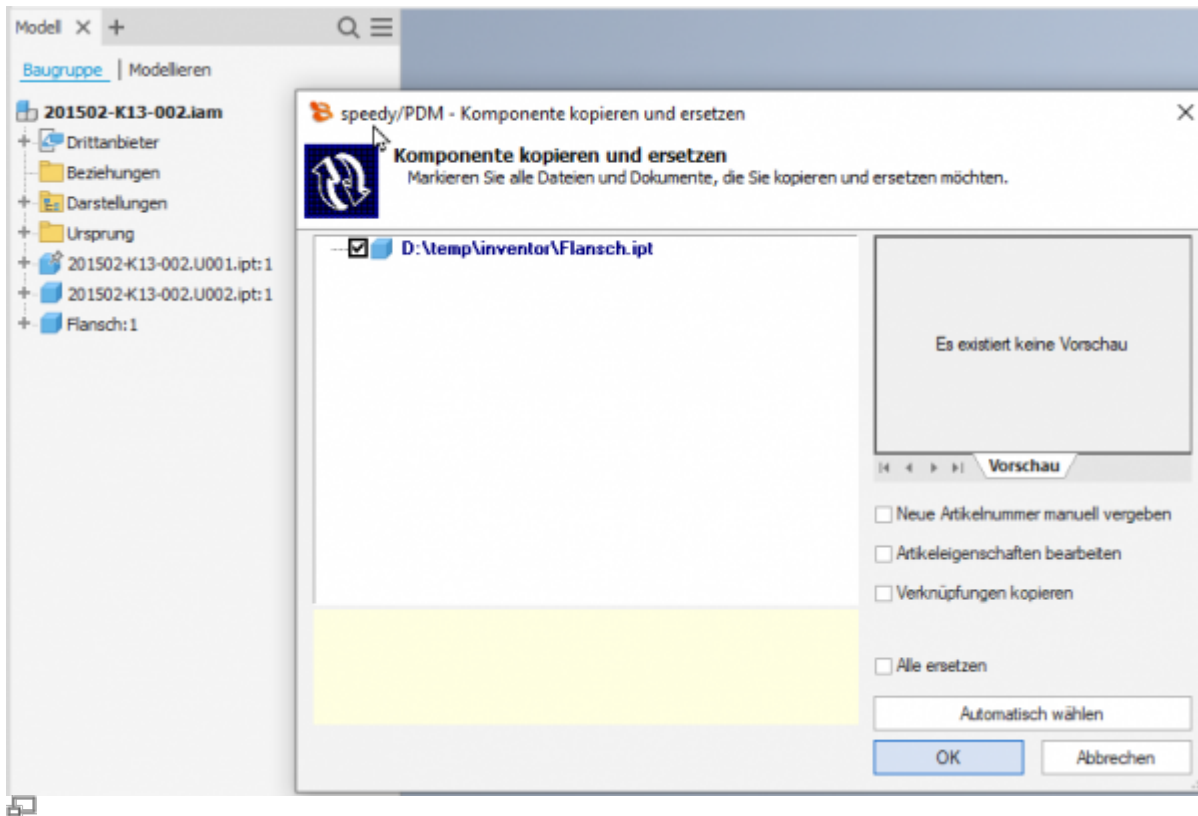 Modell
Baugruppe | Modellieren
201502-K13-002.iam
Drittanbieter
Beziehungen
Darstellungen
Ursprung
201502-K13-002.U001.ipt:1
201502-K13-002.U002.ipt:1
Flansch:1
speedy/PDM - Komponente kopieren und ersetzen
Komponente kopieren und ersetzen
Markieren Sie alle Dateien und Dokumente, die Sie kopieren und ersetzen möchten.
D:\temp\inventor\Flansch.ipt
Es existiert keine Vorschau
Vorschau
Neue Artikelnummer manuell vergeben
Artikeleigenschaften bearbeiten
Verknüpfungen kopieren
Alle ersetzen
Automatisch wählen
OK
Abbrechen